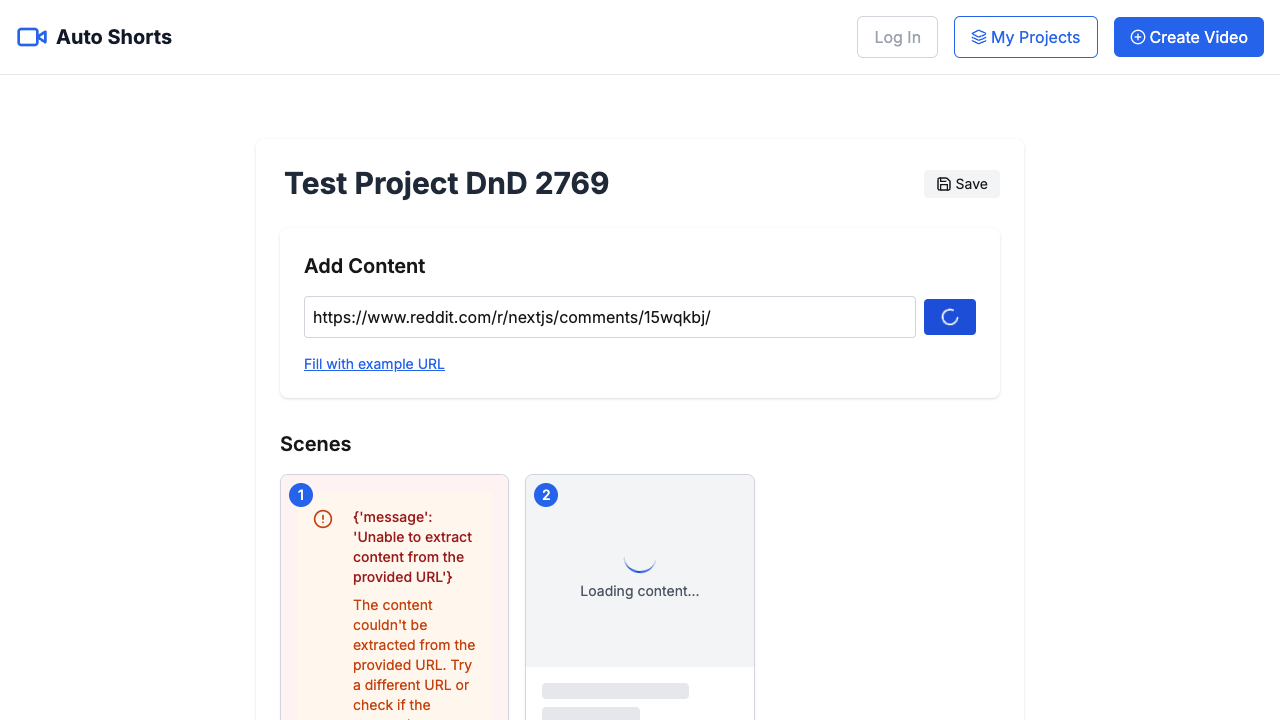 Auto Shorts
Log In
My Projects
Create Video
Test Project DnD 2769
Save
Add Content
https://www.reddit.com/r/nextjs/comments/15wqkbj/
Fill with example URL
Scenes
1
{'message':
'Unable to extract
content from the
provided URL'}
The content
couldn't be
extracted from the
provided URL. Try
a different URL or
check if the
2
Loading content...